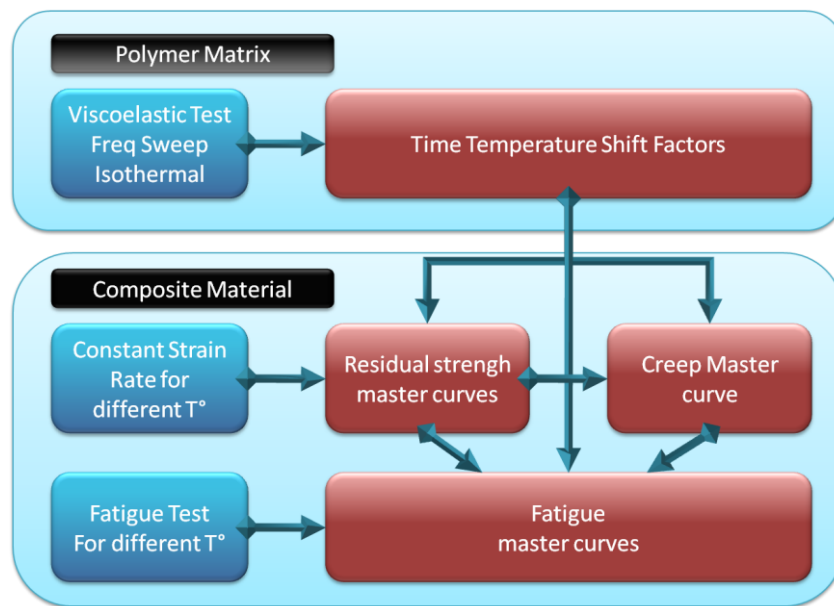 Polymer Matrix
Viscoelastic Test
Freq Sweep
Isothermal
Time Temperature Shift Factors
Composite Material
Constant Strain
Rate for
different T°
Residual strengh
master curves
Creep Master
curve
Fatigue Test
For different T°
Fatigue
master curves